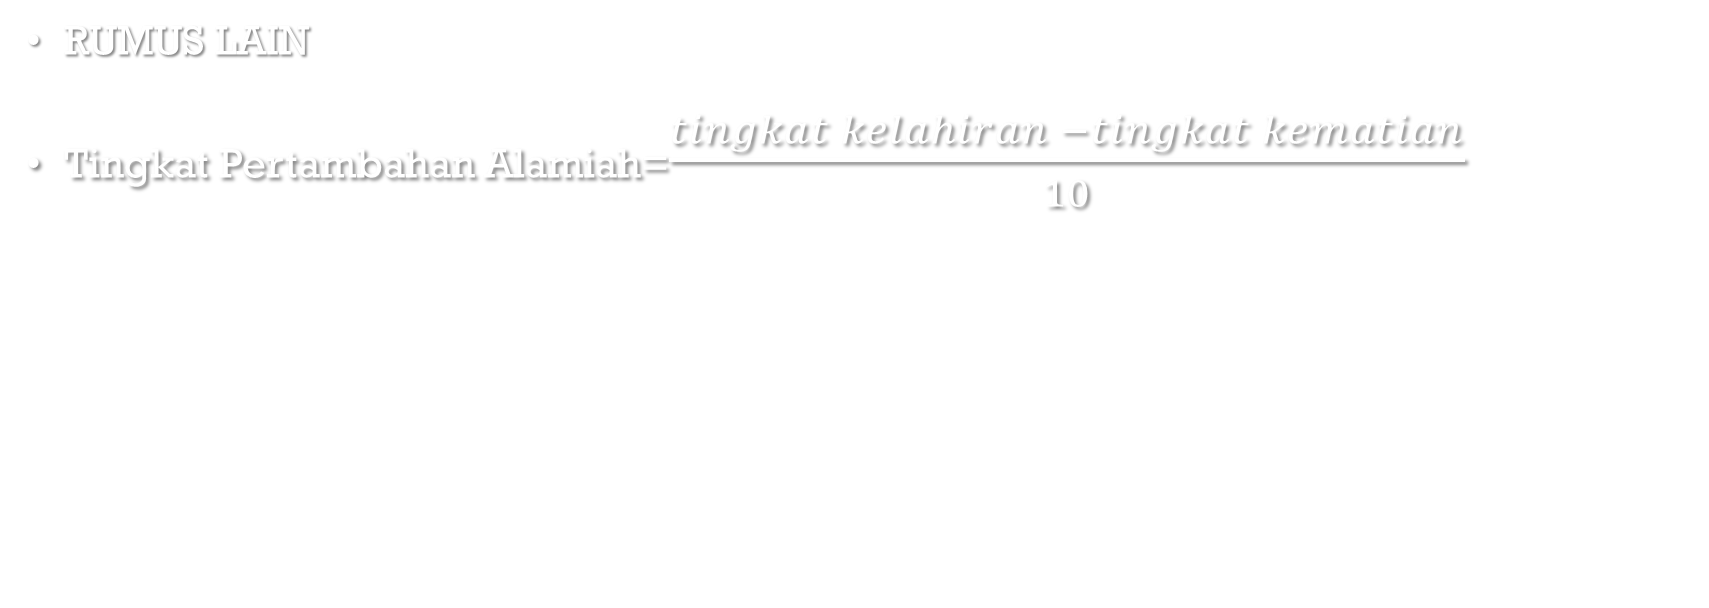 • RUMUS LAIN
• Tingkat Pertambahan Alamiah=
tingkat kelahiran −tingkat kematian
10